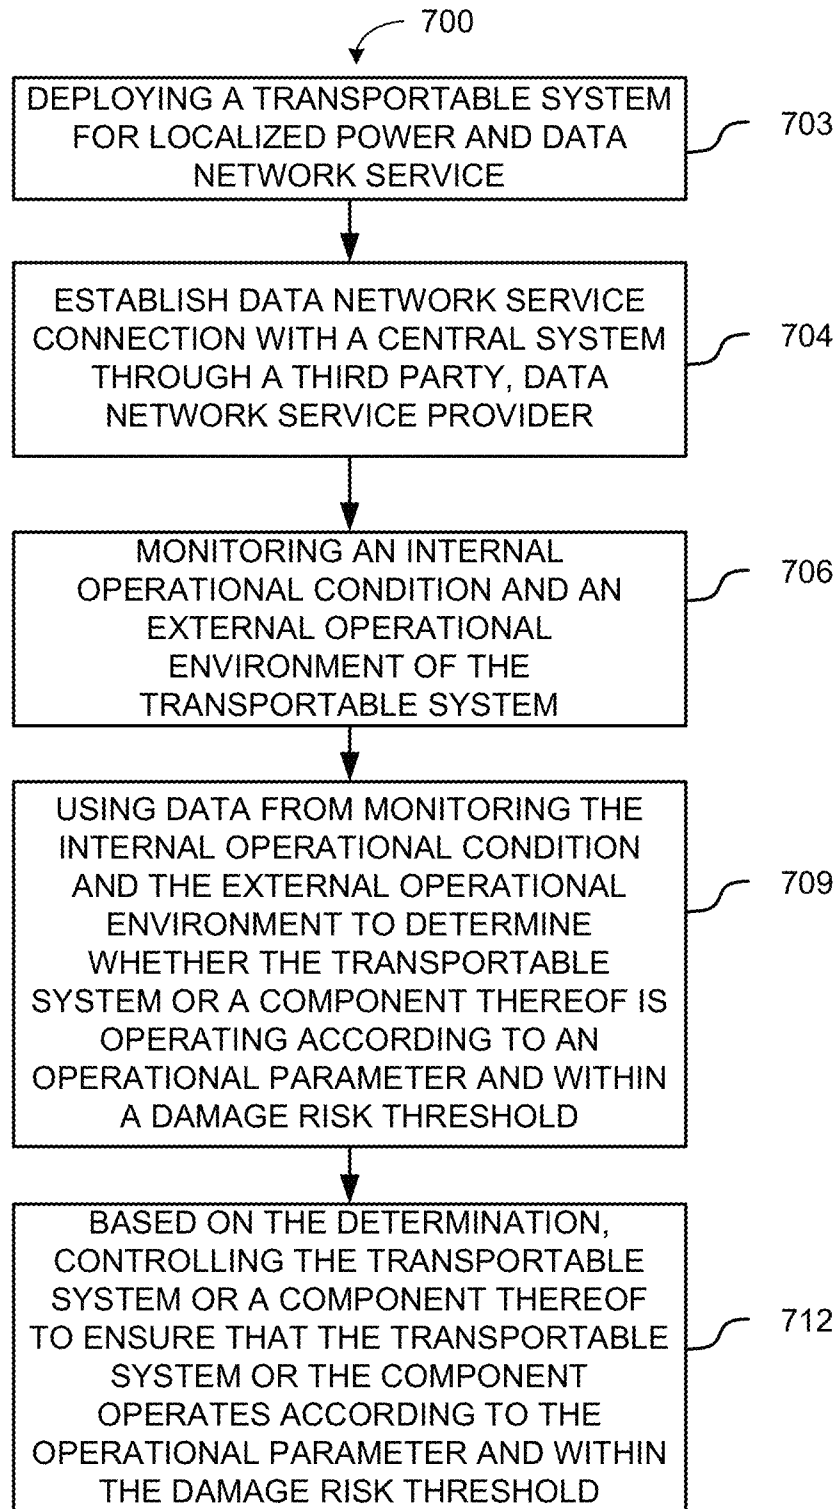 700
DEPLOYING A TRANSPORTABLE SYSTEM
FOR LOCALIZED POWER AND DATA
NETWORK SERVICE
703
ESTABLISH DATA NETWORK SERVICE
CONNECTION WITH A CENTRAL SYSTEM
THROUGH A THIRD PARTY, DATA
NETWORK SERVICE PROVIDER
704
MONITORING AN INTERNAL
OPERATIONAL CONDITION AND AN
EXTERNAL OPERATIONAL
ENVIRONMENT OF THE
TRANSPORTABLE SYSTEM
706
USING DATA FROM MONITORING THE
INTERNAL OPERATIONAL CONDITION
AND THE EXTERNAL OPERATIONAL
ENVIRONMENT TO DETERMINE
WHETHER THE TRANSPORTABLE
SYSTEM OR A COMPONENT THEREOF IS
OPERATING ACCORDING TO AN
OPERATIONAL PARAMETER AND WITHIN
A DAMAGE RISK THRESHOLD
709
BASED ON THE DETERMINATION,
CONTROLLING THE TRANSPORTABLE
SYSTEM OR A COMPONENT THEREOF
TO ENSURE THAT THE TRANSPORTABLE
SYSTEM OR THE COMPONENT
OPERATES ACCORDING TO THE
OPERATIONAL PARAMETER AND WITHIN
THE DAMAGE RISK THRESHOLD
712